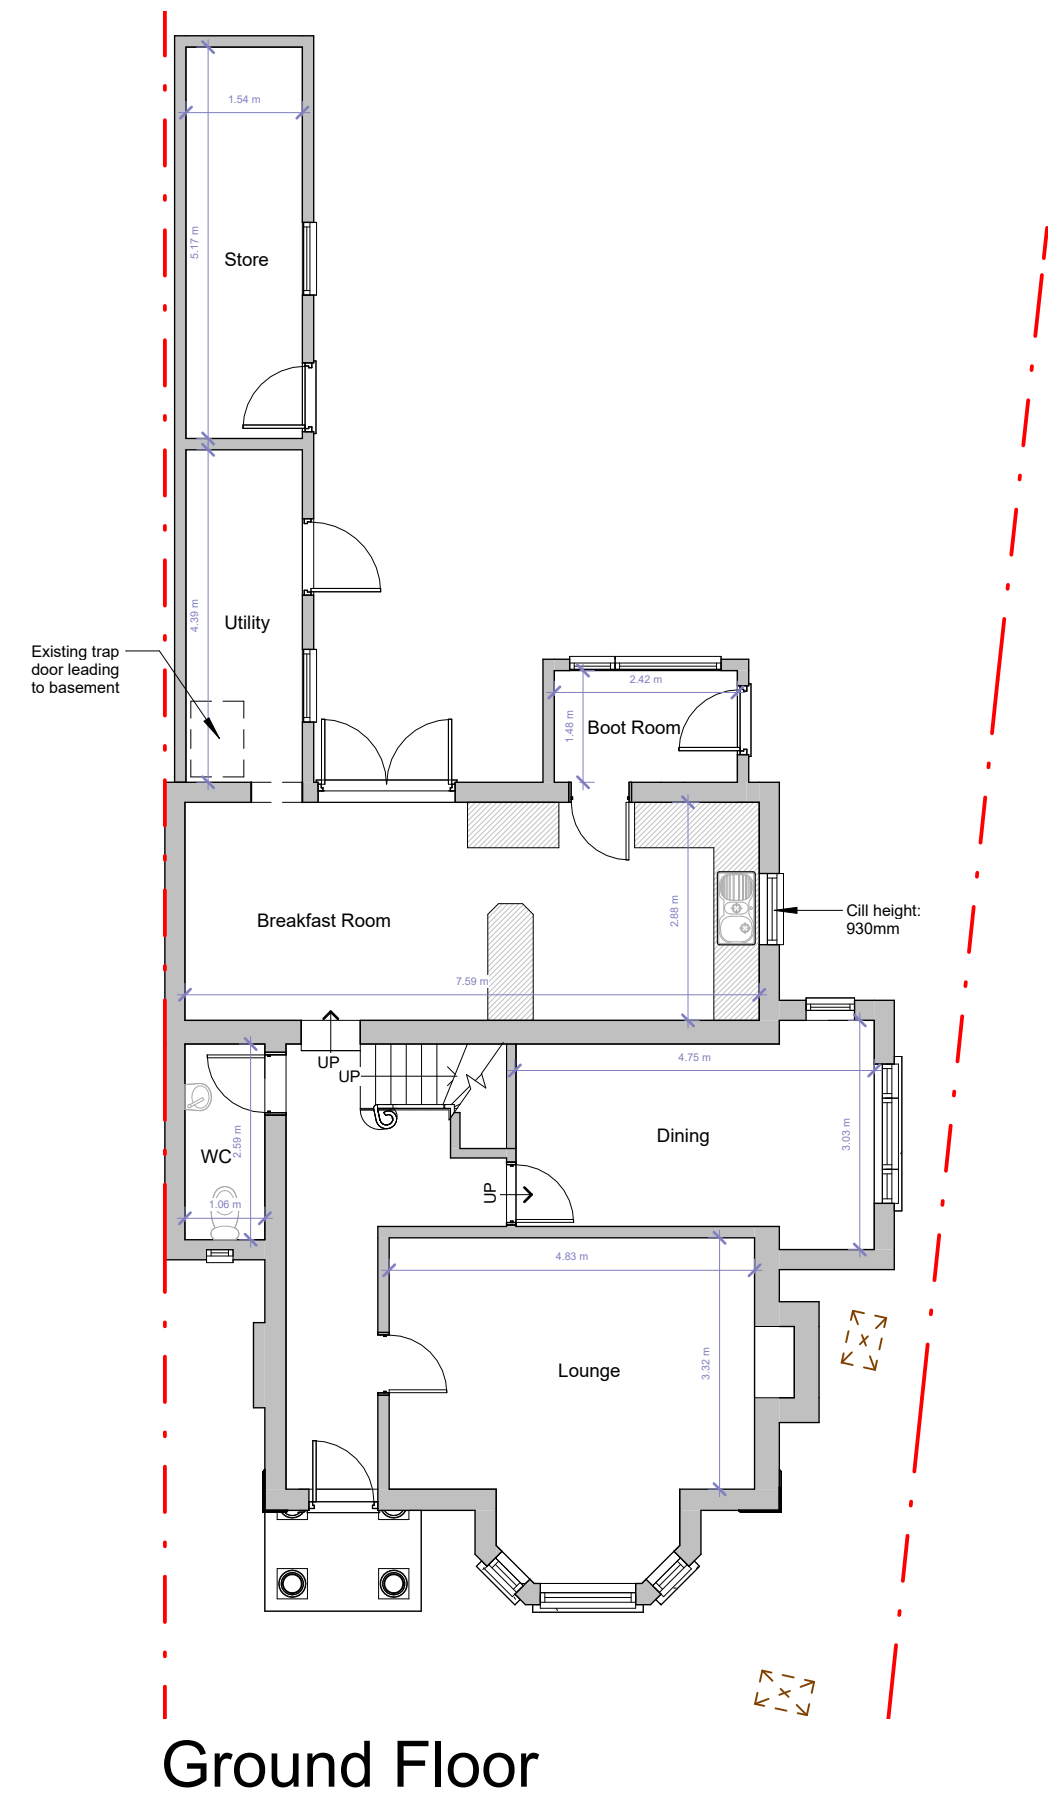 1.54 m
5.17 m
Store
4.39 m
Utility
Existing trap
door leading
to basement
2.42 m
1.48 m
Boot Room
Breakfast Room
2.88 m
Cill height:
930mm
7.59 m
UP
UP
4.75 m
2.59 m
WC
1.06 m
Dining
3.03 m
UP
4.83 m
Lounge
3.32 m
Ground Floor